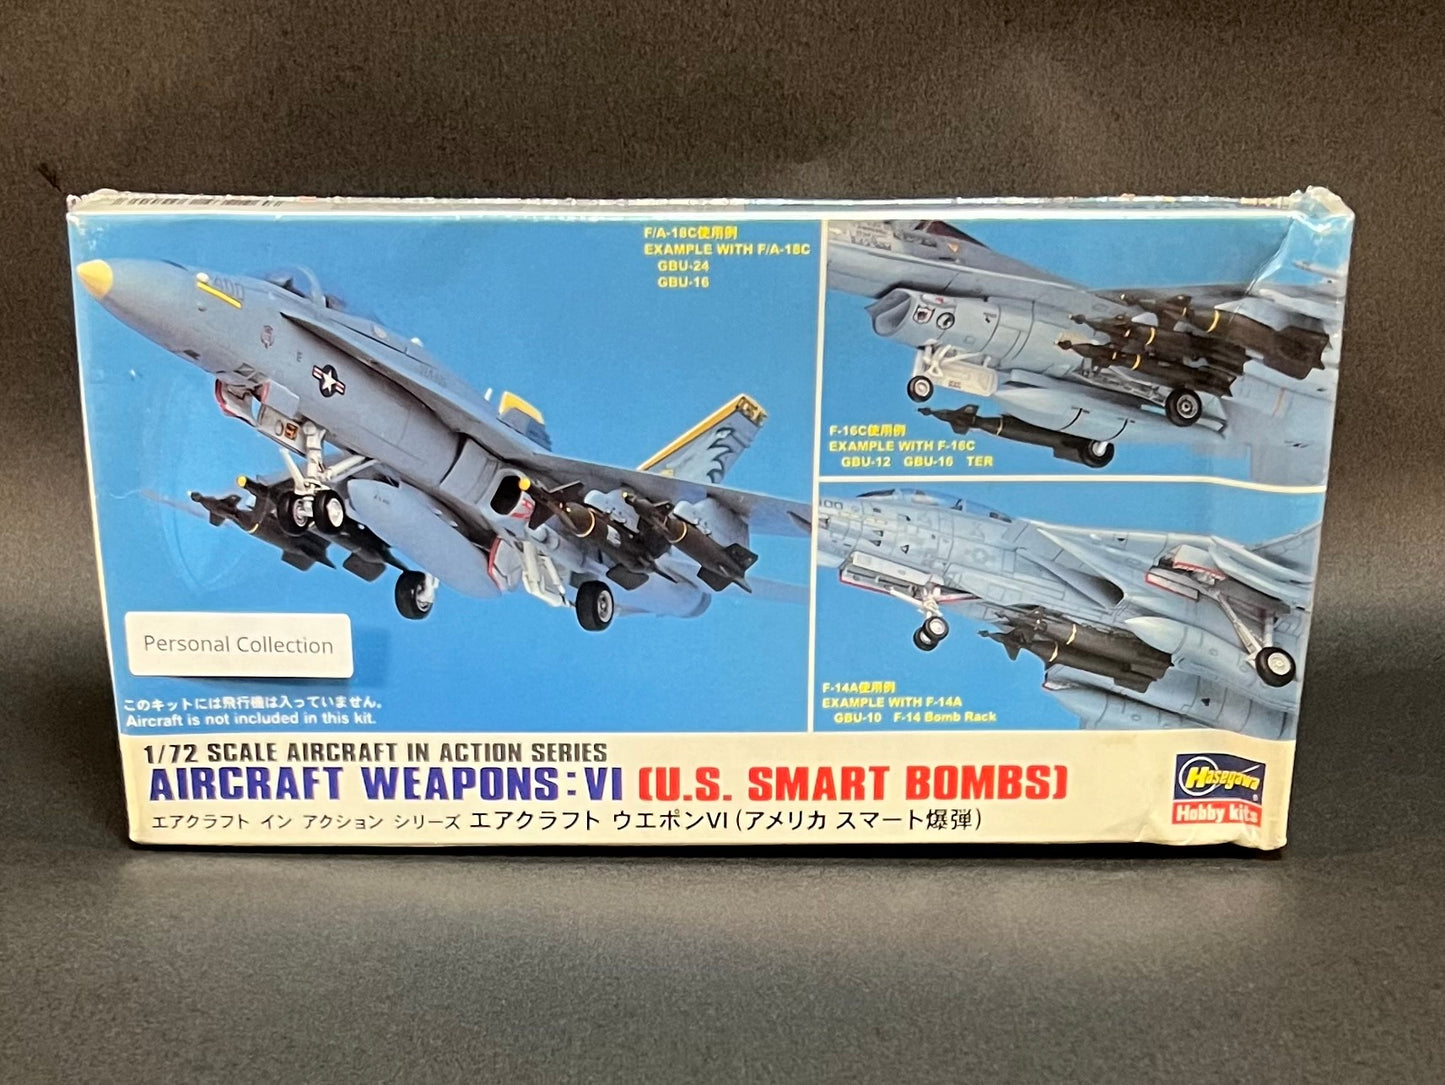 F/A-18C使用例
EXAMPLE WITH F/A-18C
GBU-24
GBU-16
400
F-16C使用例
EXAMPLE WITH F-16C
GBU-12 GBU-16 TER
F-14A使用例
EXAMPLE WITH F-14A
GBU-10 F-14 Bomb Rack
Personal Collection
このキットには飛行機は入っていません。
Aircraft is not included in this kit.
1/72 SCALE AIRCRAFT IN ACTION SERIES
AIRCRAFT WEAPONS:VI (U.S. SMART BOMBS)
エアクラフト イン アクション シリーズ エアクラフト ウエポンVI(アメリカ スマート爆弾)
Hasegawa
Hobby kits